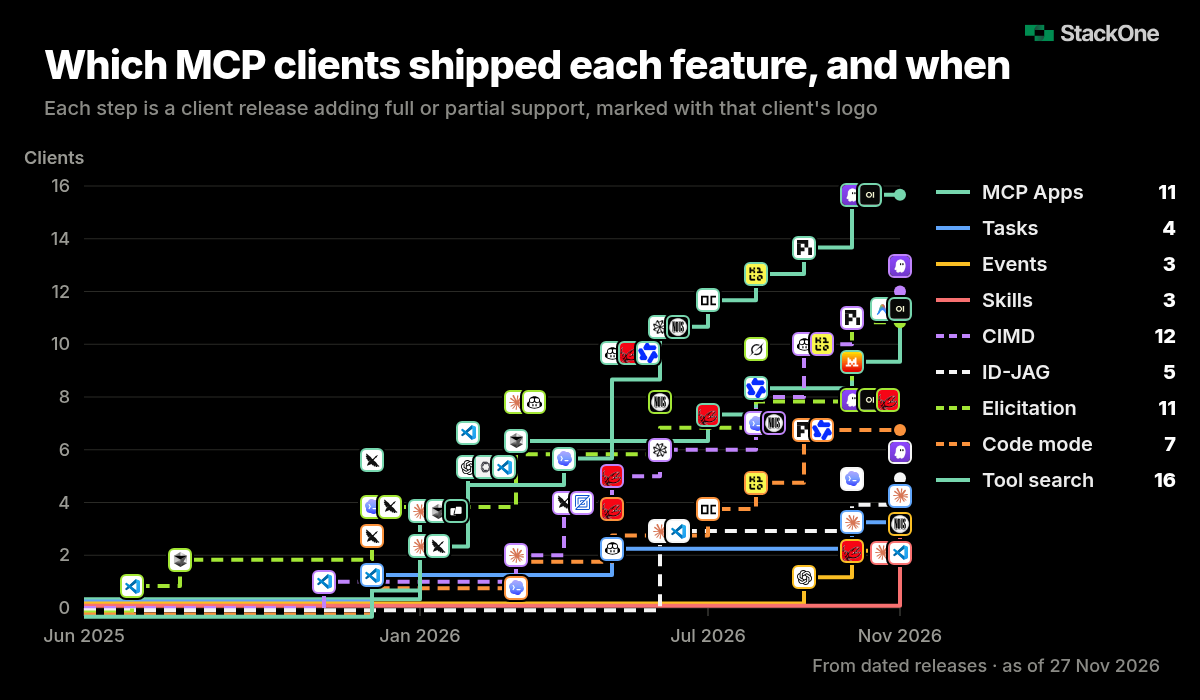 StackOne
Which MCP clients shipped each feature, and when
Each step is a client release adding full or partial support, marked with that client's logo
Clients
16
14
12
10
8
6
4
2
0
Jun 2025
Jan 2026
Jul 2026
Nov 2026
MCP Apps 11
Tasks 4
Events 3
Skills 3
CIMD 12
ID-JAG 5
Elicitation 11
Code mode 7
Tool search 16
From dated releases · as of 27 Nov 2026